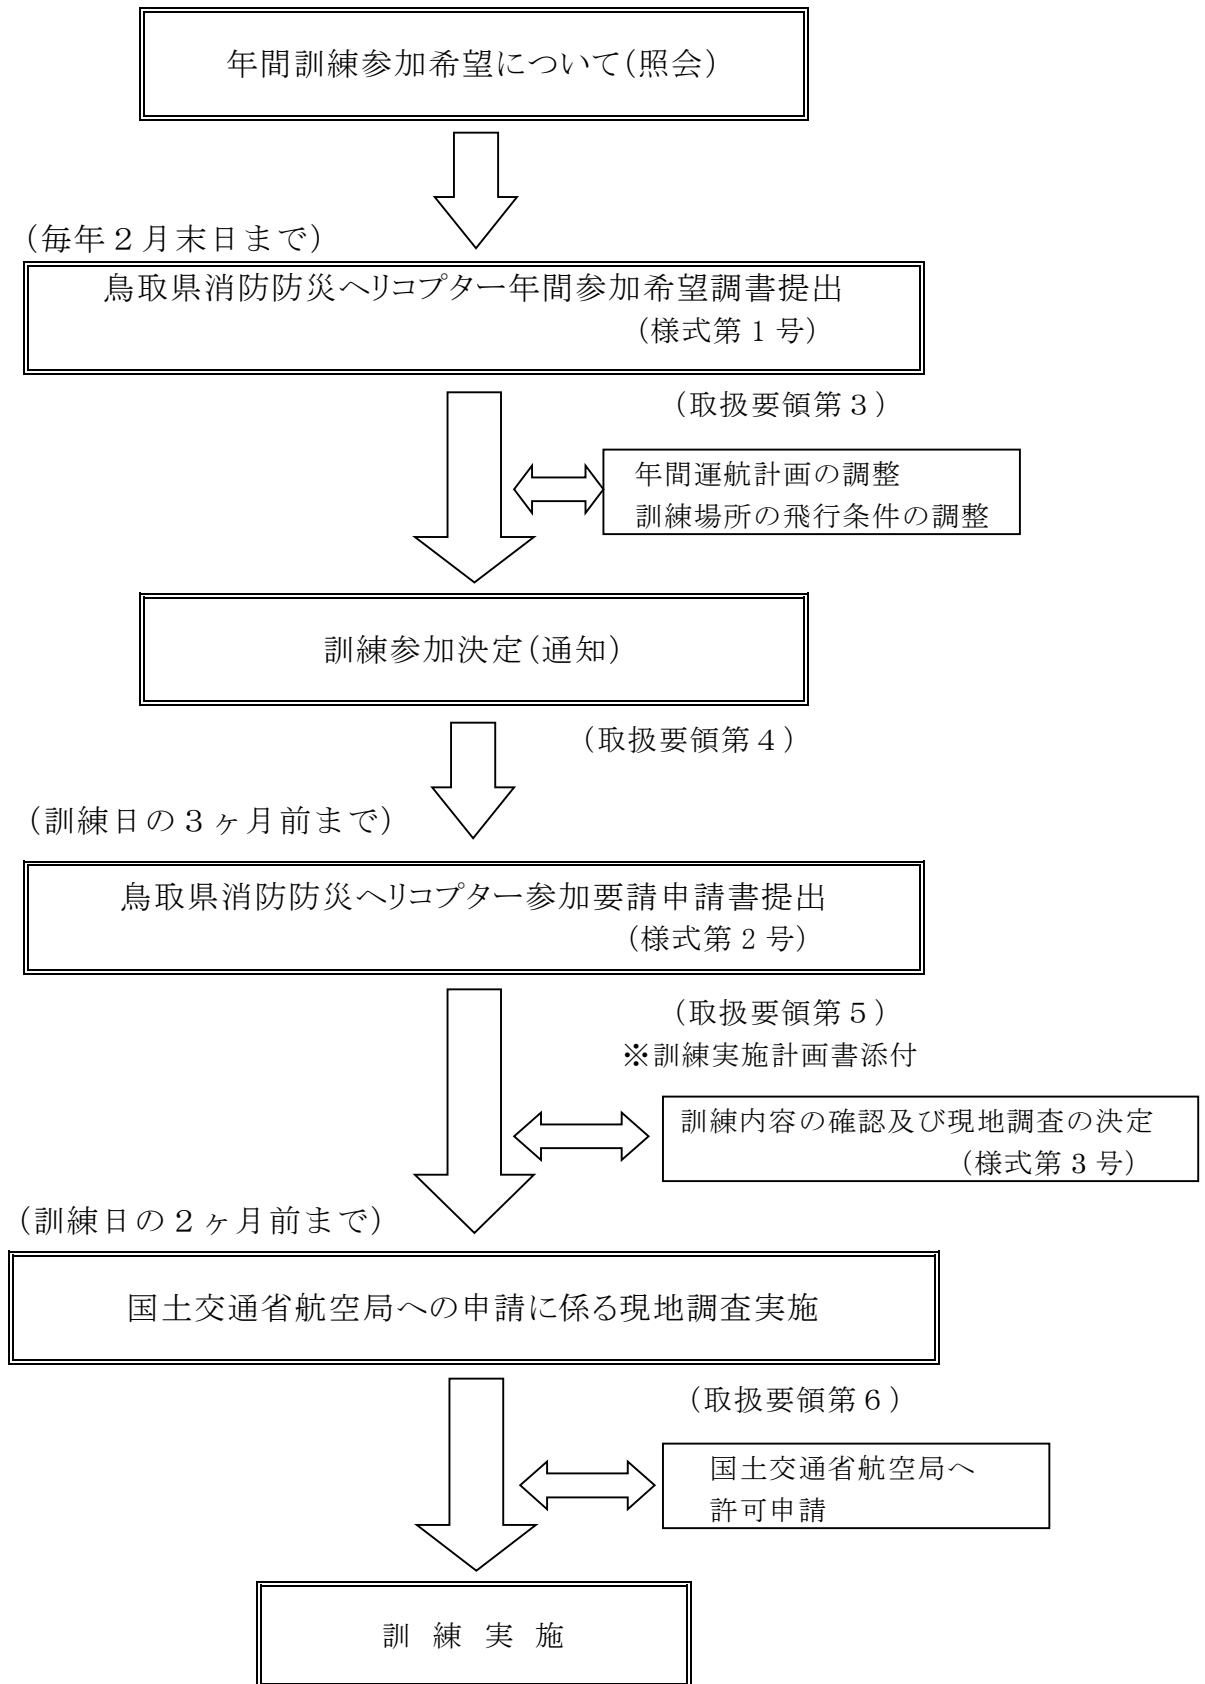 年間訓練参加希望について(照会)
(毎年２月末日まで)
鳥取県消防防災ヘリコプター年間参加希望調書提出
(様式第１号)
(取扱要領第３)
年間運航計画の調整
訓練場所の飛行条件の調整
訓練参加決定(通知)
(取扱要領第４)
(訓練日の３ヶ月前まで)
鳥取県消防防災ヘリコプター参加要請申請書提出
(様式第２号)
(取扱要領第５)
※訓練実施計画書添付
訓練内容の確認及び現地調査の決定
(様式第３号)
(訓練日の２ヶ月前まで)
国土交通省航空局への申請に係る現地調査実施
(取扱要領第６)
国土交通省航空局へ
許可申請
訓 練 実 施